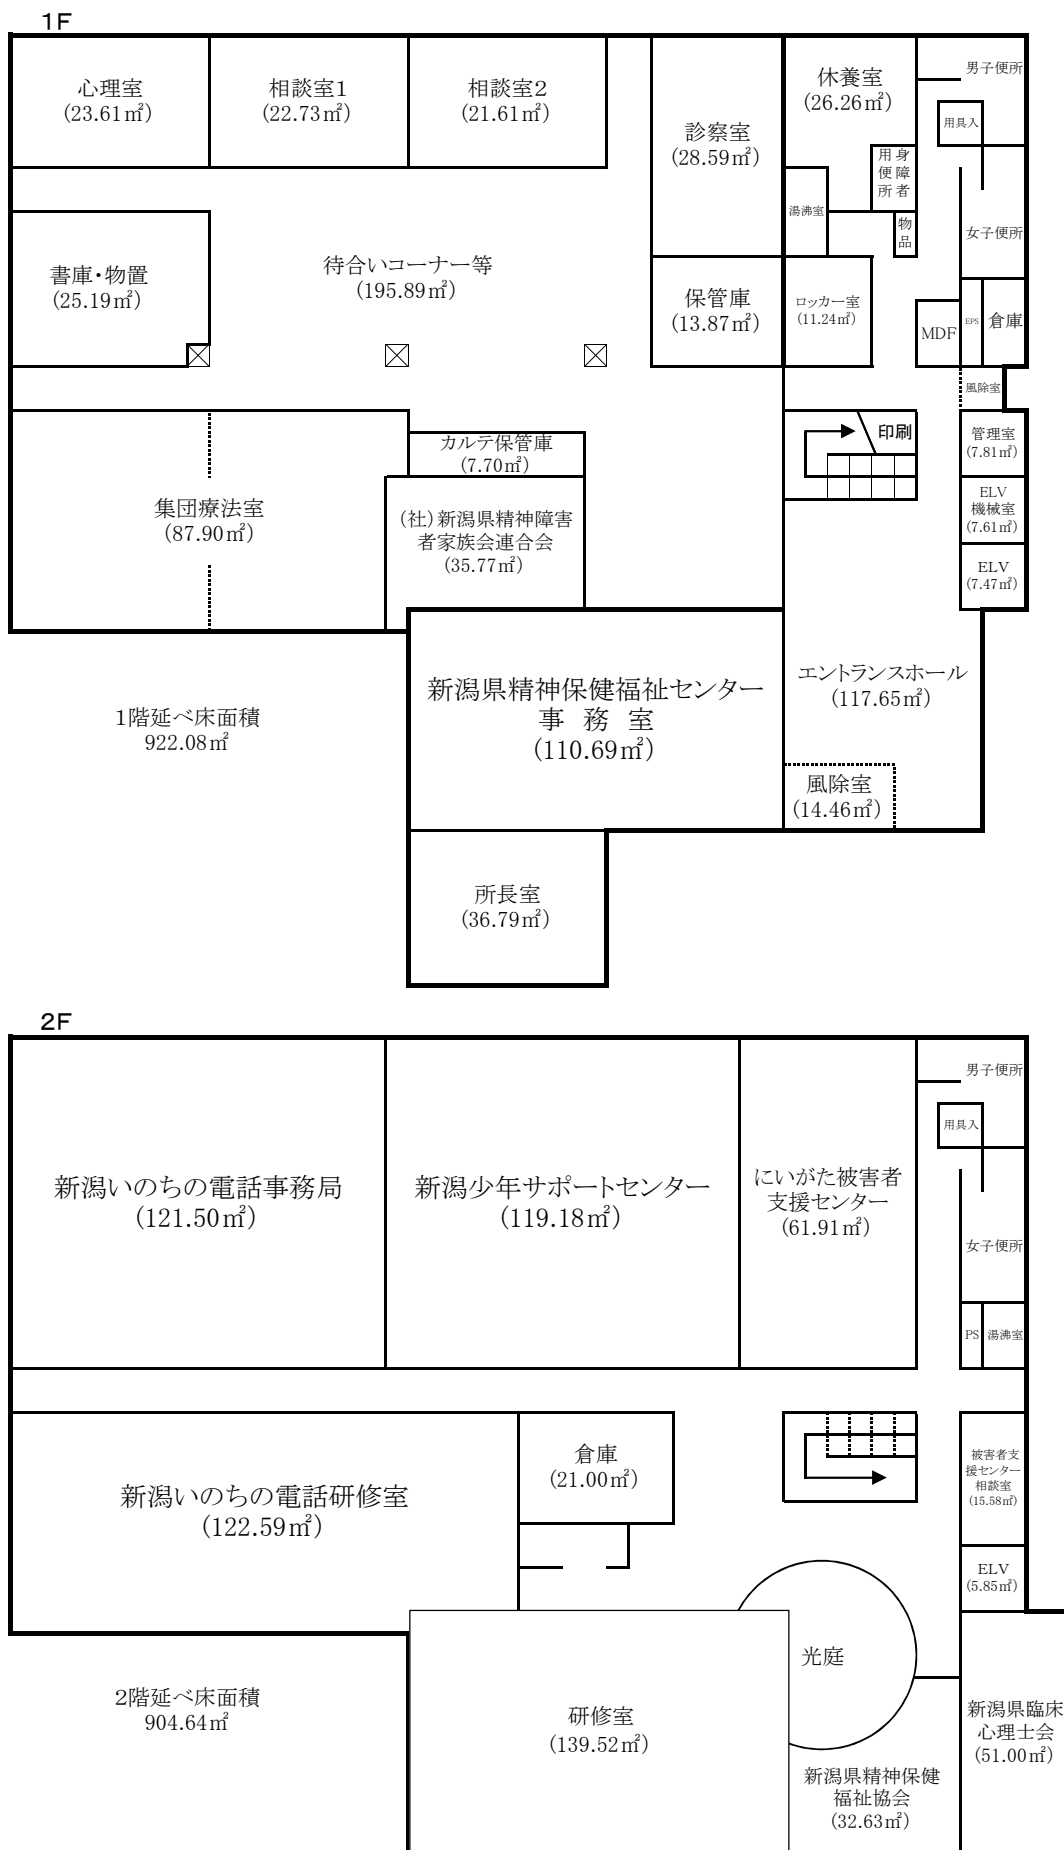 1F
心理室
(23.61㎡)
相談室1
(22.73㎡)
相談室2
(21.61㎡)
診察室
(28.59㎡)
休養室
(26.26㎡)
男子便所
用具入
身障者
用便所
湯沸室
物品
女子便所
書庫・物置
(25.19㎡)
待合いコーナー等
(195.89㎡)
保管庫
(13.87㎡)
ロッカー室
(11.24㎡)
MDF
EPS
倉庫
風除室
カルテ保管庫
(7.70㎡)
印刷
管理室
(7.81㎡)
集団療法室
(87.90㎡)
(社)新潟県精神障害
者家族会連合会
(35.77㎡)
ELV
機械室
(7.61㎡)
ELV
(7.47㎡)
新潟県精神保健福祉センター
事 務 室
(110.69㎡)
エントランスホール
(117.65㎡)
1階延べ床面積
922.08㎡
風除室
(14.46㎡)
所長室
(36.79㎡)
2F
新潟いのちの電話事務局
(121.50㎡)
新潟少年サポートセンター
(119.18㎡)
にいがた被害者
支援センター
(61.91㎡)
男子便所
用具入
女子便所
PS
湯沸室
新潟いのちの電話研修室
(122.59㎡)
倉庫
(21.00㎡)
被害者支
援センター
相談室
(15.58㎡)
ELV
(5.85㎡)
光庭
2階延べ床面積
904.64㎡
研修室
(139.52㎡)
新潟県精神保健
福祉協会
(32.63㎡)
新潟県臨床
心理士会
(51.00㎡)